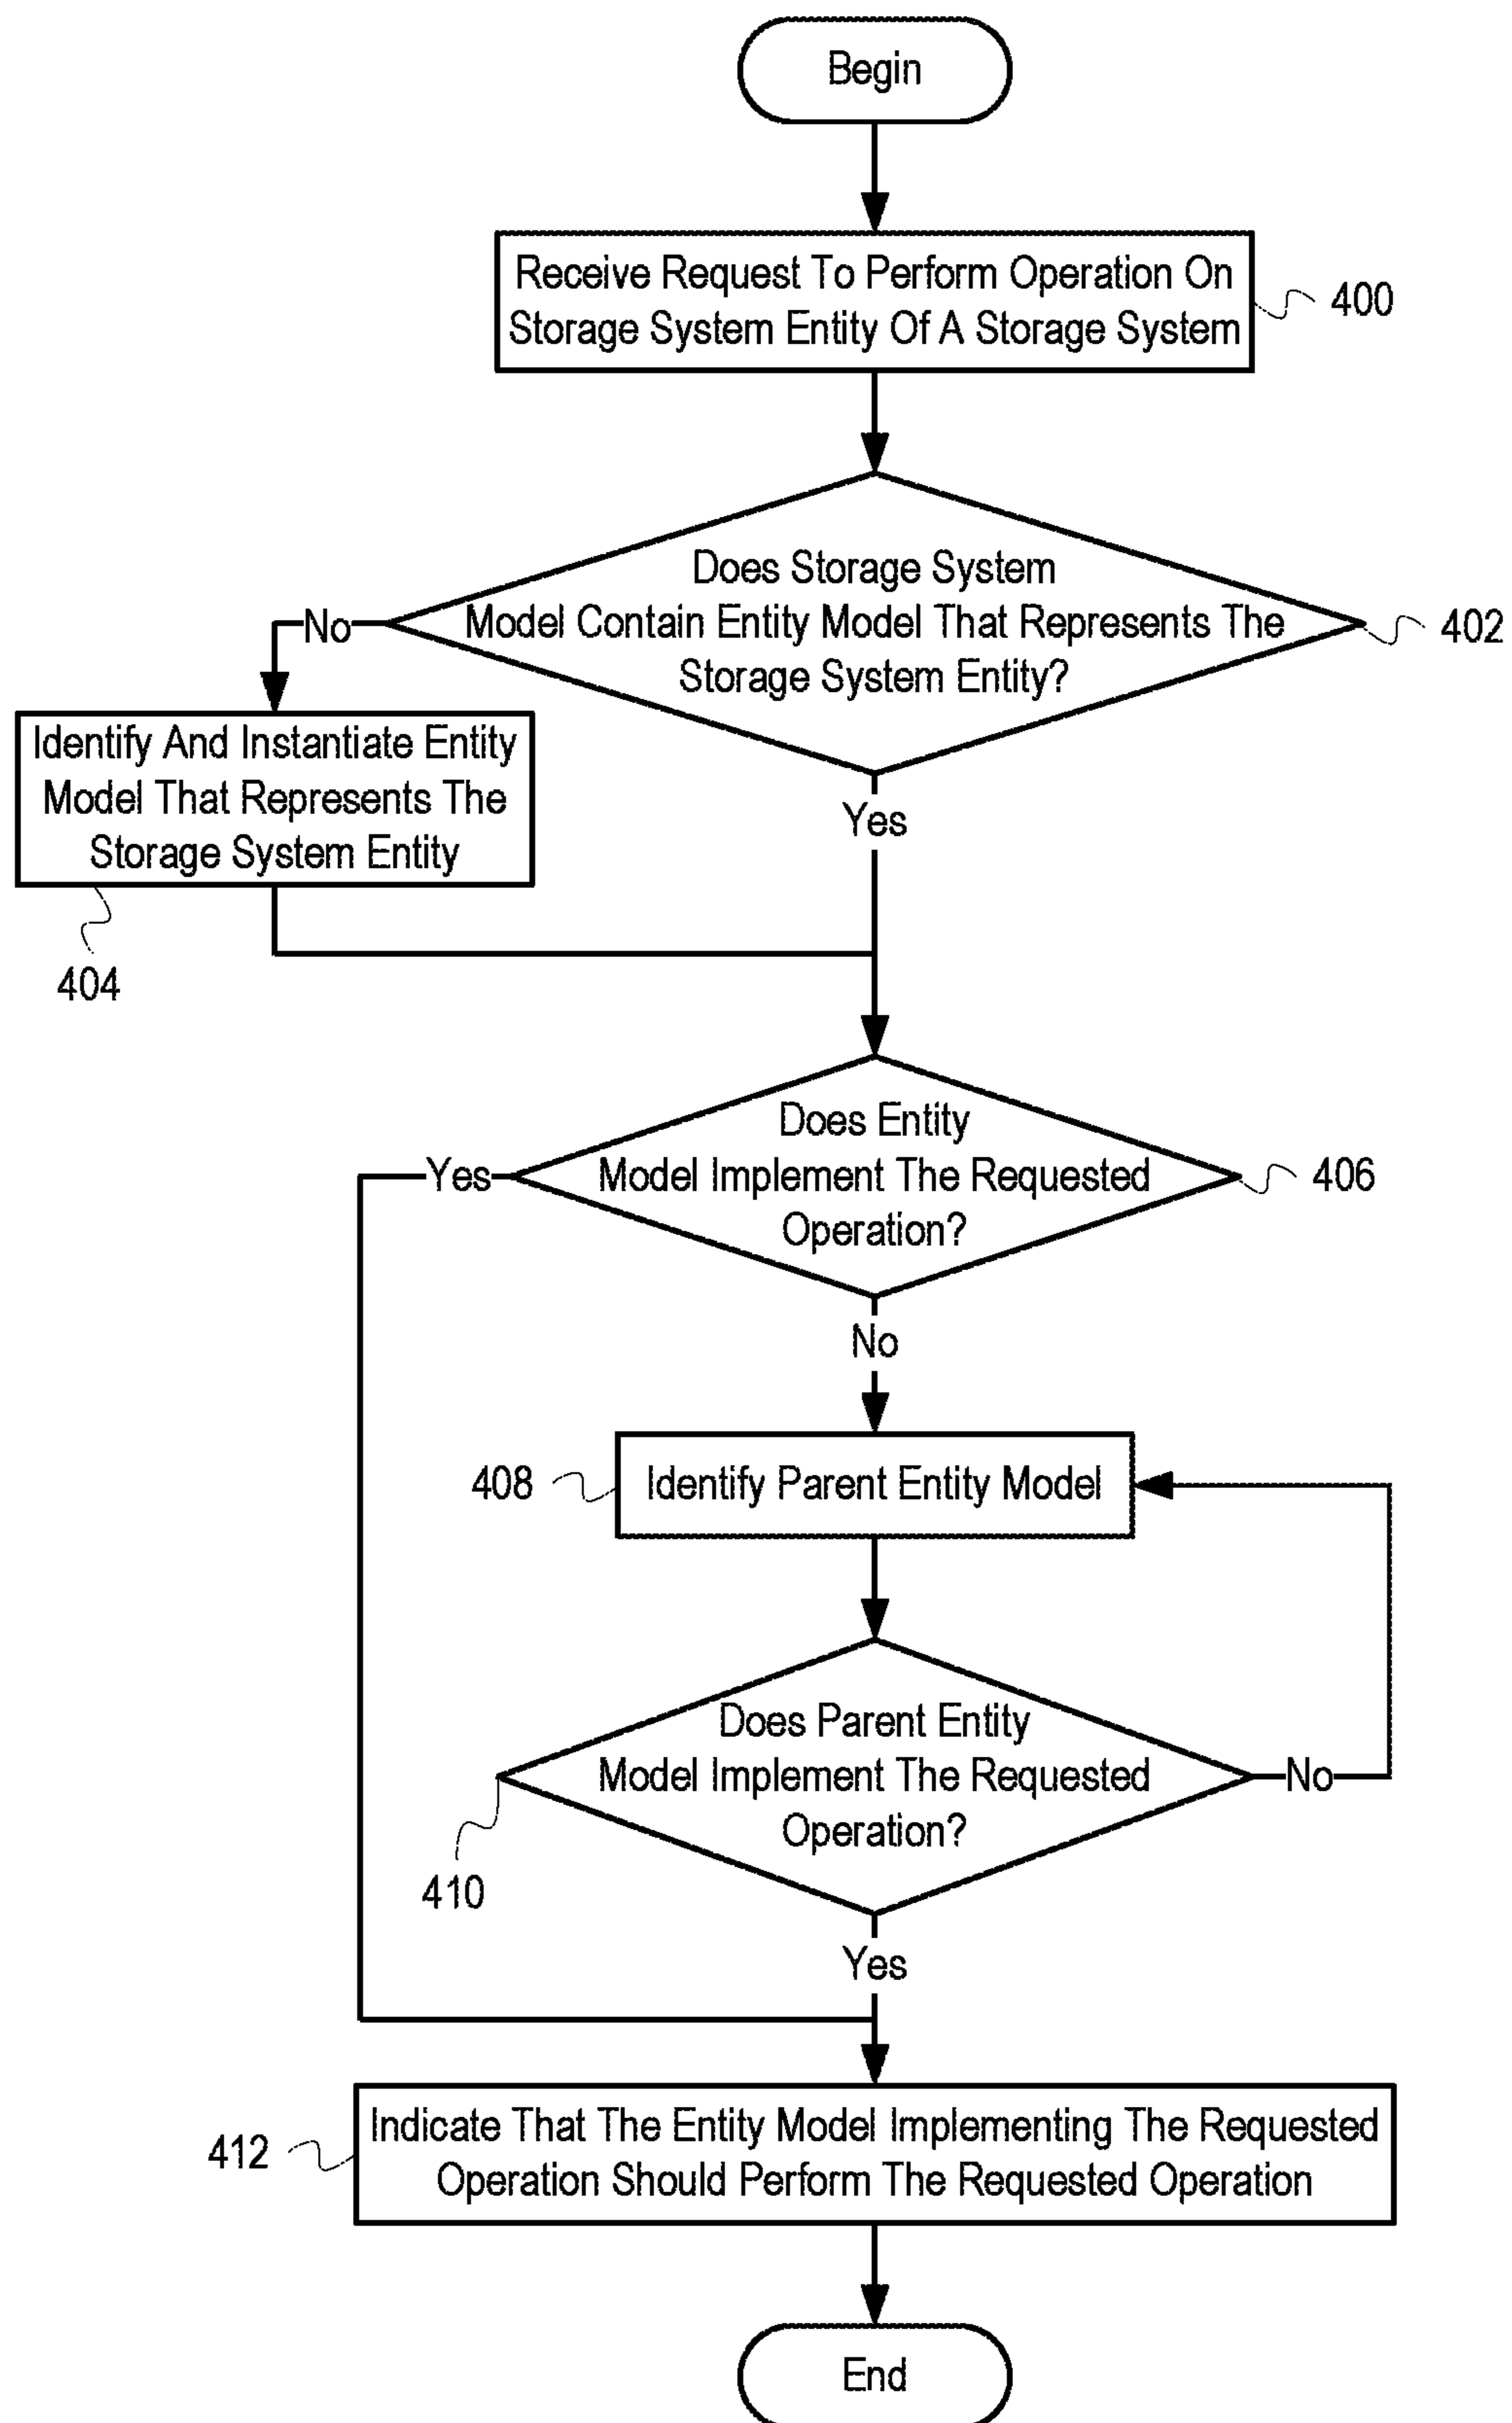 Begin
Receive Request To Perform Operation On
Storage System Entity Of A Storage System
400
Does Storage System
Model Contain Entity Model That Represents The
Storage System Entity?
402
No
Identify And Instantiate Entity
Model That Represents The
Storage System Entity
404
Yes
Does Entity
Model Implement The Requested
Operation?
406
Yes
No
408
Identify Parent Entity Model
Does Parent Entity
Model Implement The Requested
Operation?
No
410
Yes
412
Indicate That The Entity Model Implementing The Requested
Operation Should Perform The Requested Operation
End